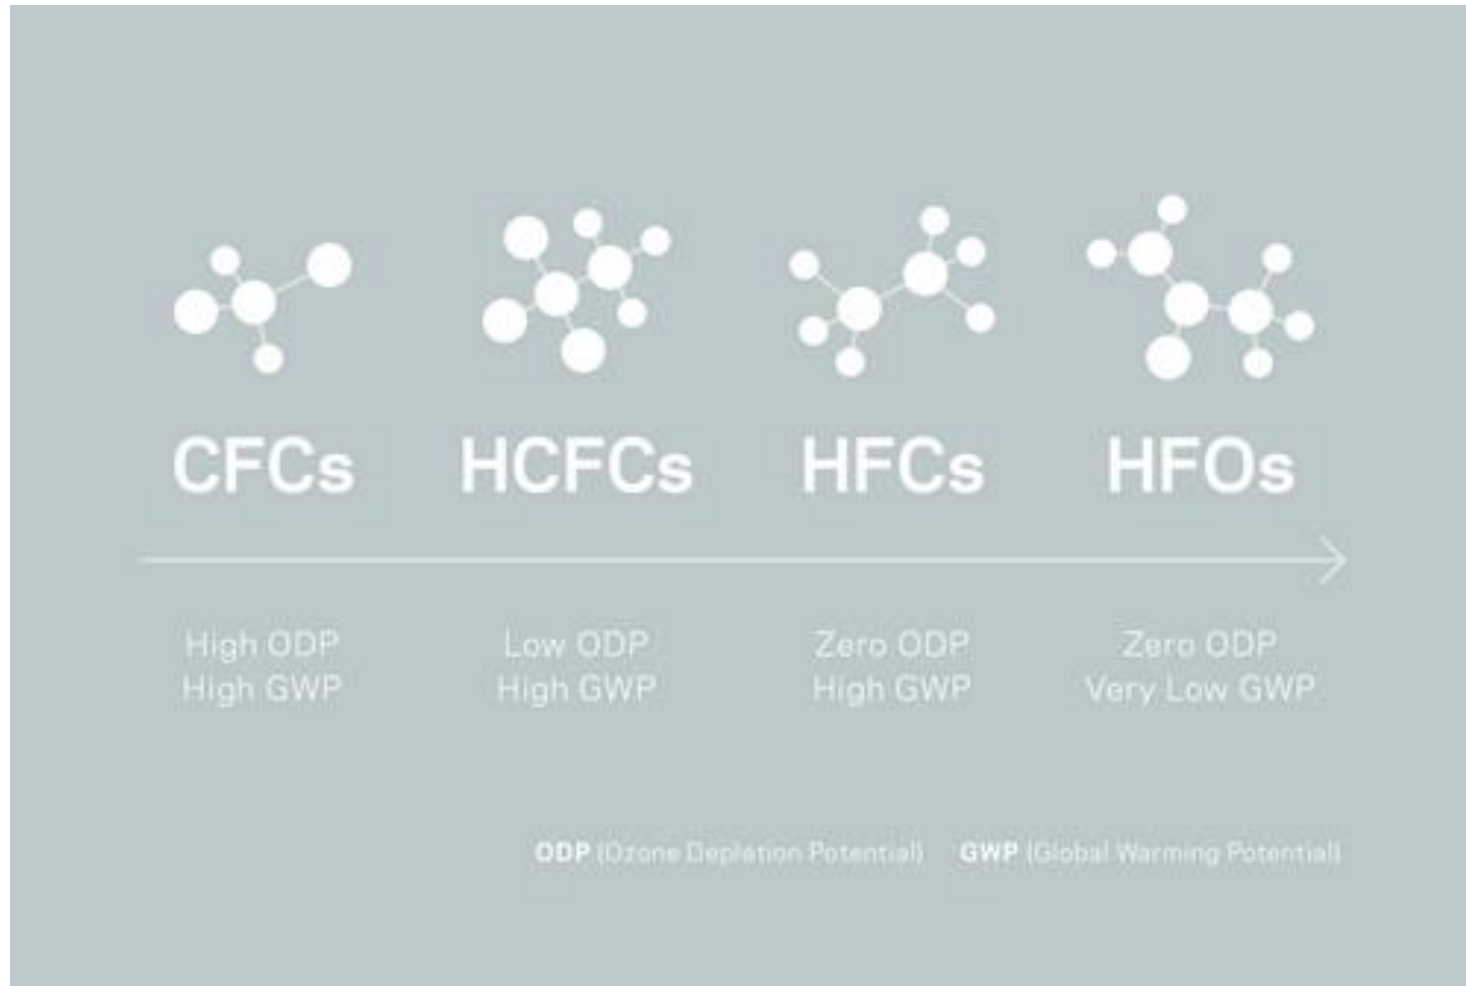 CFCs HCFCs HFCs HFOs
High ODP Low ODP Zero ODP Zero ODP
High GWP High GWP High GWP Very Low GWP
ODP (Ozone Depletion Potential) GWP (Global Warming Potential)